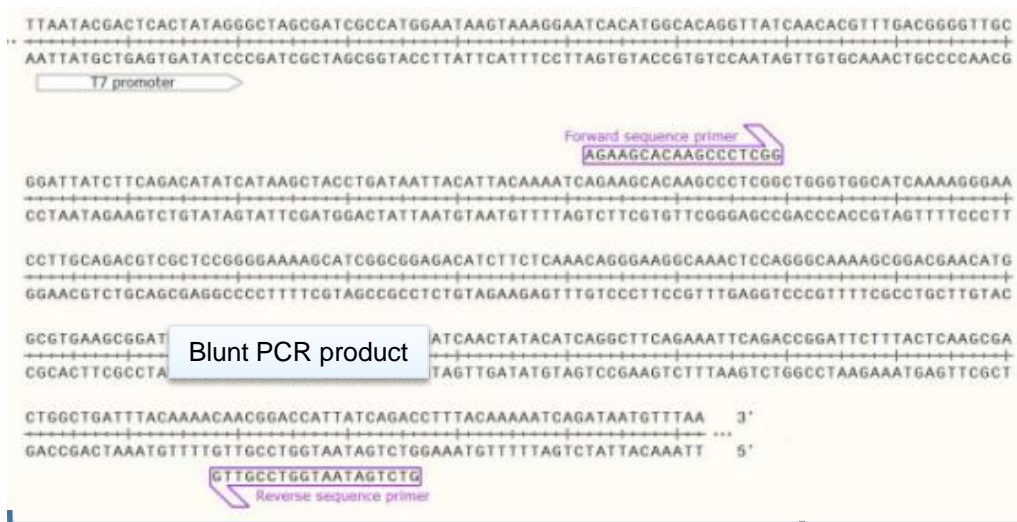 TTAATACGACTCACTATAGGGCTAGCGATCGCCATGGAATAAGTAAAGGAATCACATGGCACAGGTTATCAACACGTTTGACGGGGTTGC
AATTATGCTGAGTGATATCCCGATCGCTAGCGGTACCTTATTCATTTCCTTAGTGTACCGTGTCCAATAGTTGTGCAAACTGCCCCAACG
T7 promoter
Forward sequence primer
AGAAGCACAAGCCCTCGG
GGATTATCTTCAGACATATCATAAGCTACCTGATAATTACATTACAAAATCAGAAGCACAAGCCCTCGGCTGGGTGGCATCAAAAGGGAA
CCTAATAGAAGTCTGTATAGTATTCGATGGACTATTAATGTAATGTTTTAGTCTTCGTGTTCGGGAGCCGACCCACCGTAGTTTTCCCTT
CCTTGCAGACGTCGCTCCGGGGAAAAGCATCGGCGGAGACATCTTCTCAAACAGGGAAGGCAAACTCCAGGGCAAAAGCGGACGAACATG
GGAACGTCTGCAGCGAGGCCCCTTTTCGTAGCCGCCTCTGTAGAAGAGTTTGTCCCTTCCGTTTGAGGTCCCGTTTTCGCCTGCTTGTAC
GCGTGAAGCGGAT ATCAACTATACATCAGGCTTCAGAAATTCAGACCGGATTCTTTACTCAAGCGA
Blunt PCR product
CGCACTTCGCCTA TAGTTGATATGTAGTCCGAAGTCTTTAAGTCTGGCCTAAGAAATGAGTTCGCT
CTGGCTGATTTACAAAACAACGGACCATTATCAGACCTTTACAAAAATCAGATAATGTTTAA 3'
GACCGACTAAATGTTTTGTTGCCTGGTAATAGTCTGGAAATGTTTTTAGTCTATTACAAATT 5'
GTTGCCTGGTAATAGTCTG
Reverse sequence primer